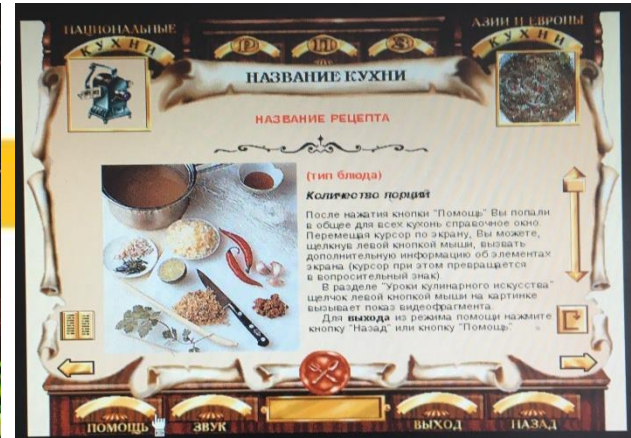 НАЦИОНАЛЬНЫЕ
КУХНИ
Р
П
З
АЗИИ И ЕВРОПЫ
КУХНИ
НАЗВАНИЕ КУХНИ
НАЗВАНИЕ РЕЦЕПТА
(тип блюда)
Количество порций
После нажатия кнопки "Помощь" Вы попали
в общее для всех кухонь справочное окно.
Перемещая курсор по экрану, Вы можете,
щелкнув левой кнопкой мыши, вызвать
дополнительную информацию об элементах
экрана (курсор при этом превращается
в вопросительный знак)
В разделе "Уроки кулинарного искусства"
щелчок левой кнопкой мыши на картинке
вызывает показ видеофрагмента.
Для выхода из режима помощи нажмите
кнопку "Назад" или кнопку "Помощь"
ПОМОЩЬ
ЗВУК
ВЫХОД
НАЗАД